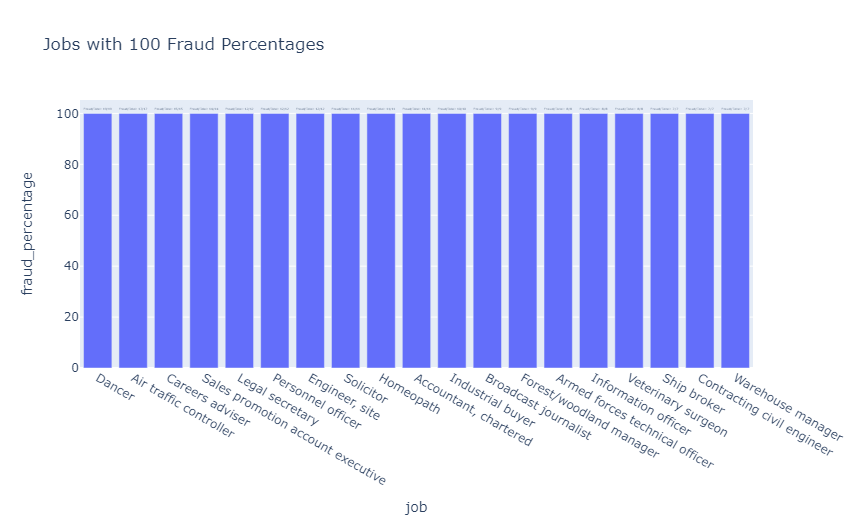 Jobs with 100 Fraud Percentages
100
80
60
40
20
0
fraud_percentage
Dancer
Air traffic controller
Careers adviser
Sales promotion account executive
Legal secretary
Personnel officer
Engineer, site
Solicitor
Homeopath
Accountant, chartered
Industrial buyer
Broadcast journalist
Forest/woodland manager
Armed forces technical officer
Information officer
Veterinary surgeon
Ship broker
Contracting civil engineer
Warehouse manager
job